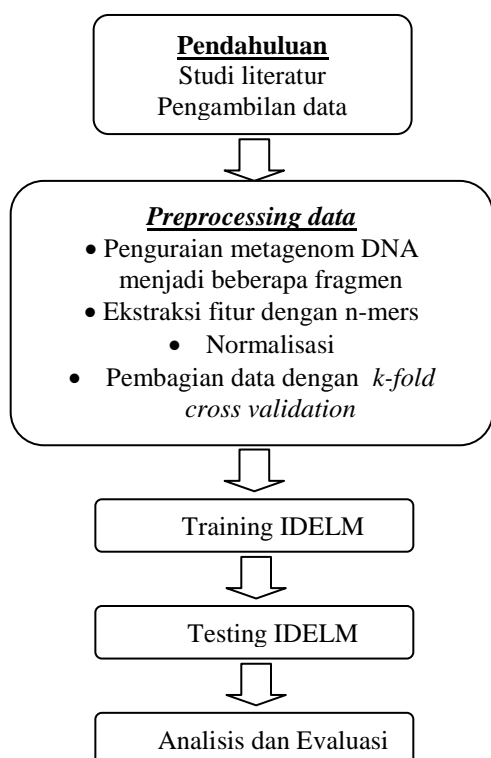 Pendahuluan
Studi literatur
Pengambilan data
Preprocessing data
• Penguraian metagenom DNA
menjadi beberapa fragmen
• Ekstraksi fitur dengan n-mers
• Normalisasi
• Pembagian data dengan k-fold
cross validation
Training IDELM
Testing IDELM
Analisis dan Evaluasi